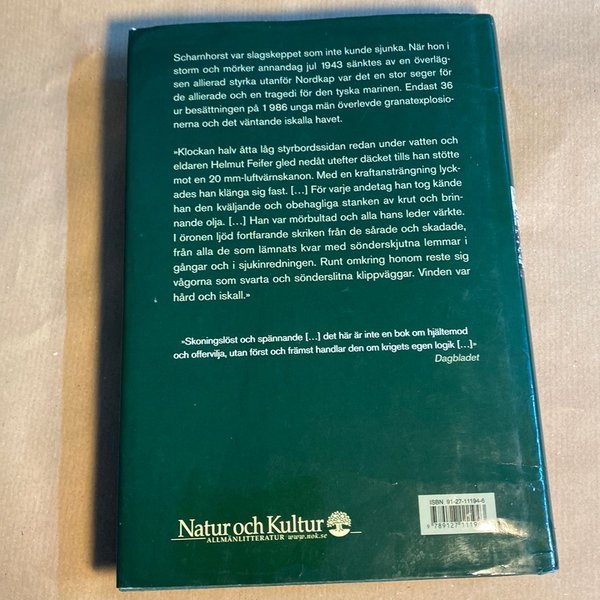 Scharnhorst var slagskeppet som inte kunde sjunka. När hon i
storm och mörker annandag jul 1943 sänktes av en överläg-
sen allierad styrka utanför Nordkap var det en stor seger för
de allierade och en tragedi för den tyska marinen. Endast 36
ur besättningen på 1 986 unga män överlevde granatexplosio-
nerna och det väntande iskalla havet.
»Klockan halv åtta låg styrbordssidan redan under vatten och
eldaren Helmut Feifer gled nedåt utefter däcket tills han stötte
mot en 20 mm-luftvärnskanon. Med en kraftansträngning lyck-
ades han klänga sig fast. […] För varje andetag han tog kände
han den kväljande och obehagliga stanken av krut och brin-
nande olja. […] Han var mörbultad och alla hans leder värkte.
I öronen ljöd fortfarande skriken från de sårade och skadade,
från alla de som lämnats kvar med sönderskjutna lemmar i
gångar och i sjukinredningen. Runt omkring honom reste sig
vågorna som svarta och sönderslitna klippväggar. Vinden var
hård och iskall.»
»Skoningslöst och spännande […] det här är inte en bok om hjältemod
och offervilja, utan först och främst handlar den om krigets egen logik […]»
Dagbladet
ISBN 91-27-11194-6
9 789127 1119
Natur och Kultur
ALLMÄNLITTERATUR www.nok.se